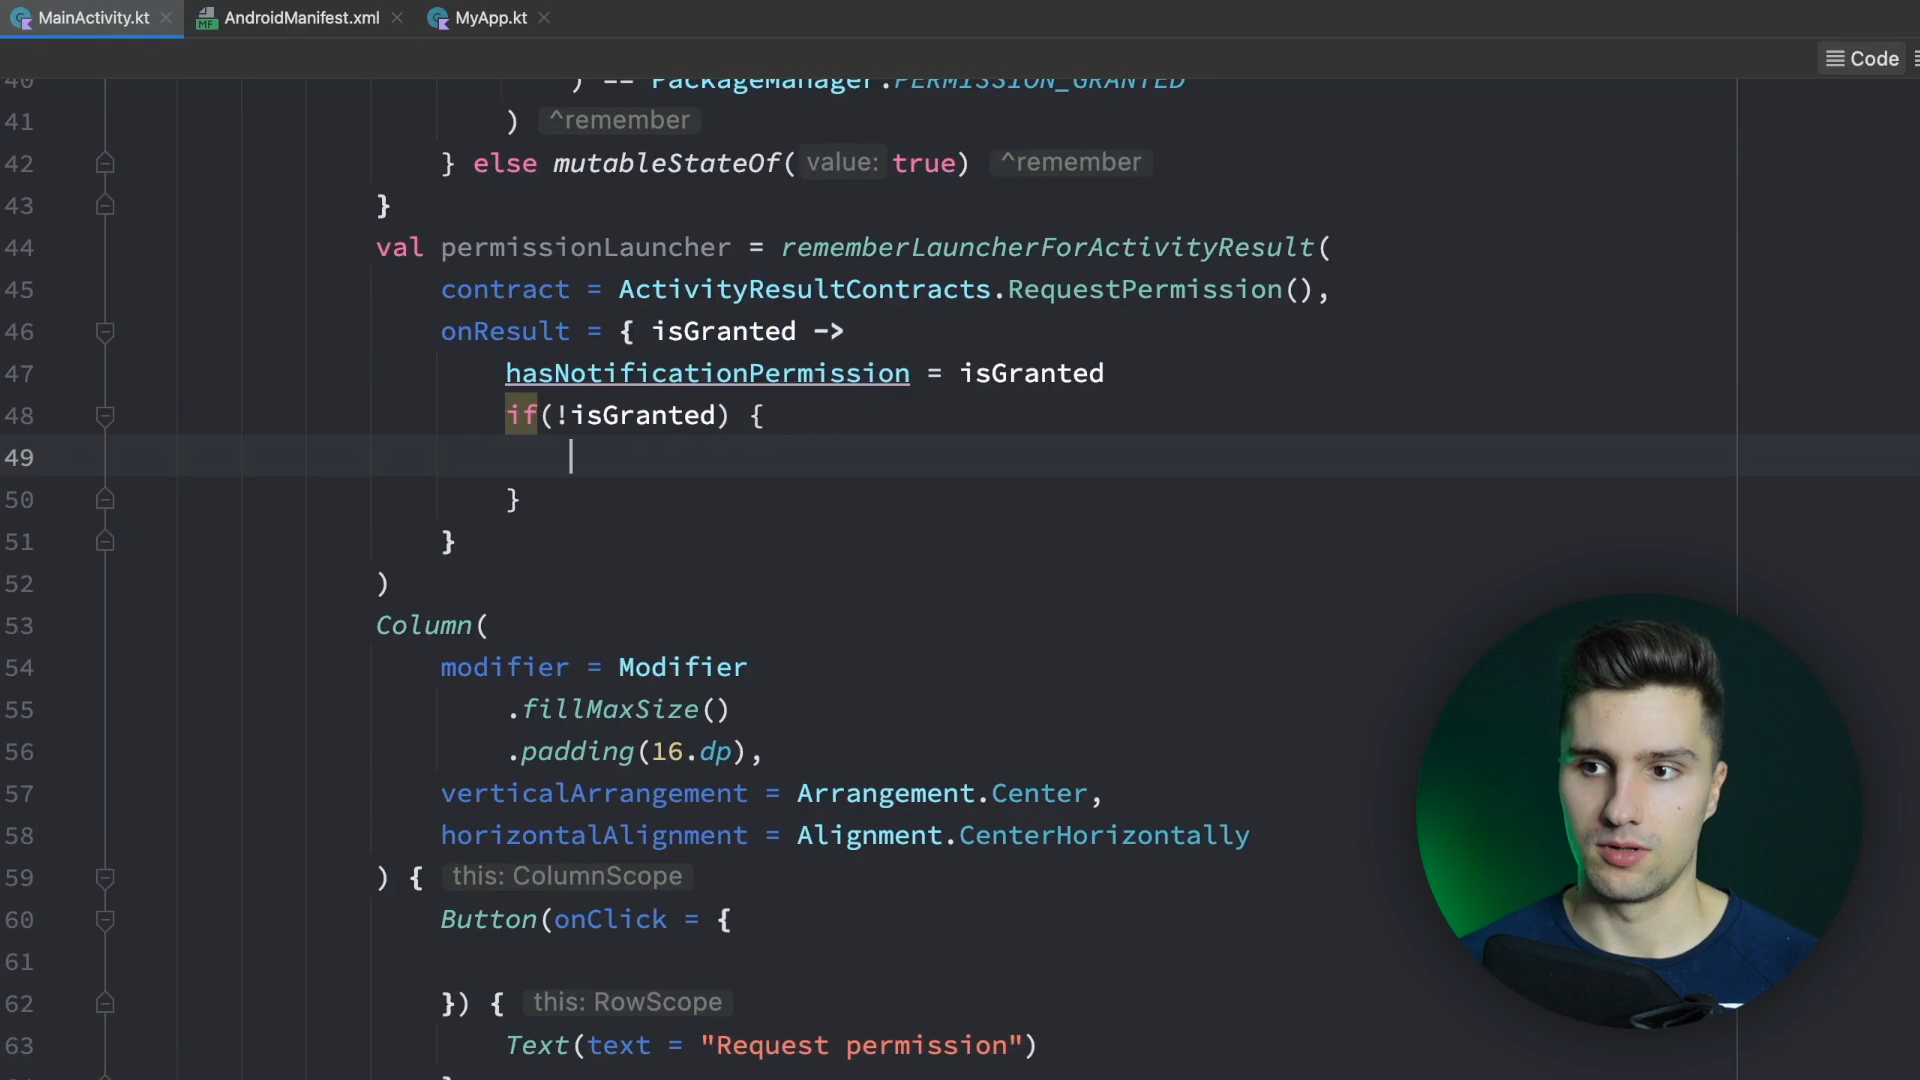 MainActivity.kt AndroidManifest.xml MyApp.kt
Code
40 ) == PackageManager.PERMISSION_GRANTED
41 ) ^remember
42 } else mutableStateOf( value: true) ^remember
43 }
44 val permissionLauncher = rememberLauncherForActivityResult(
45 contract = ActivityResultContracts.RequestPermission(),
46 onResult = { isGranted ->
47 hasNotificationPermission = isGranted
48 if(!isGranted) {
49
50 }
51 }
52 )
53 Column(
54 modifier = Modifier
55 .fillMaxSize()
56 .padding(16.dp),
57 verticalArrangement = Arrangement.Center,
58 horizontalAlignment = Alignment.CenterHorizontally
59 ) { this: ColumnScope
60 Button(onClick = {
61
62 }) { this: RowScope
63 Text(text = "Request permission")